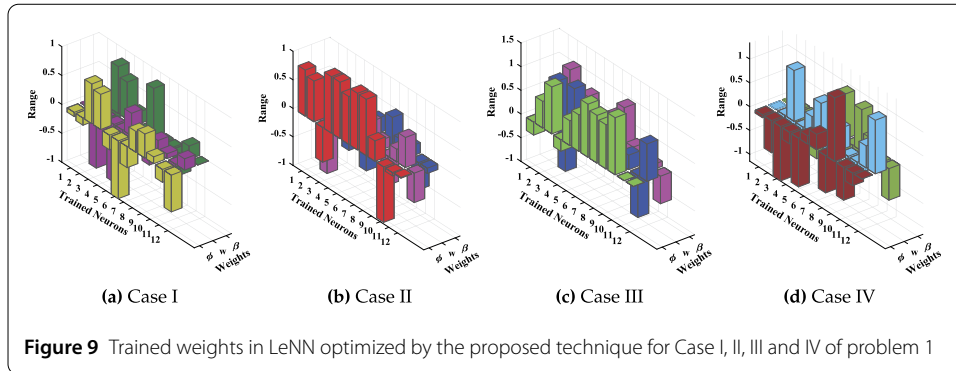 1
0.5
0
-0.5
-1
Range
1 2 3 4 5 6 7 8 9 10 11 12
Trained Neurons
ø w β
Weights
(a) Case I
1
0.5
0
-0.5
-1
Range
1 2 3 4 5 6 7 8 9 10 11 12
Trained Neurons
ø w β
Weights
(b) Case II
1.5
1
0.5
0
-0.5
-1
Range
1 2 3 4 5 6 7 8 9 10 11 12
Trained Neurons
ø w β
Weights
(c) Case III
1
0.5
0
-0.5
-1
Range
1 2 3 4 5 6 7 8 9 10 11 12
Trained Neurons
ø w β
Weights
(d) Case IV
Figure 9 Trained weights in LeNN optimized by the proposed technique for Case I, II, III and IV of problem 1